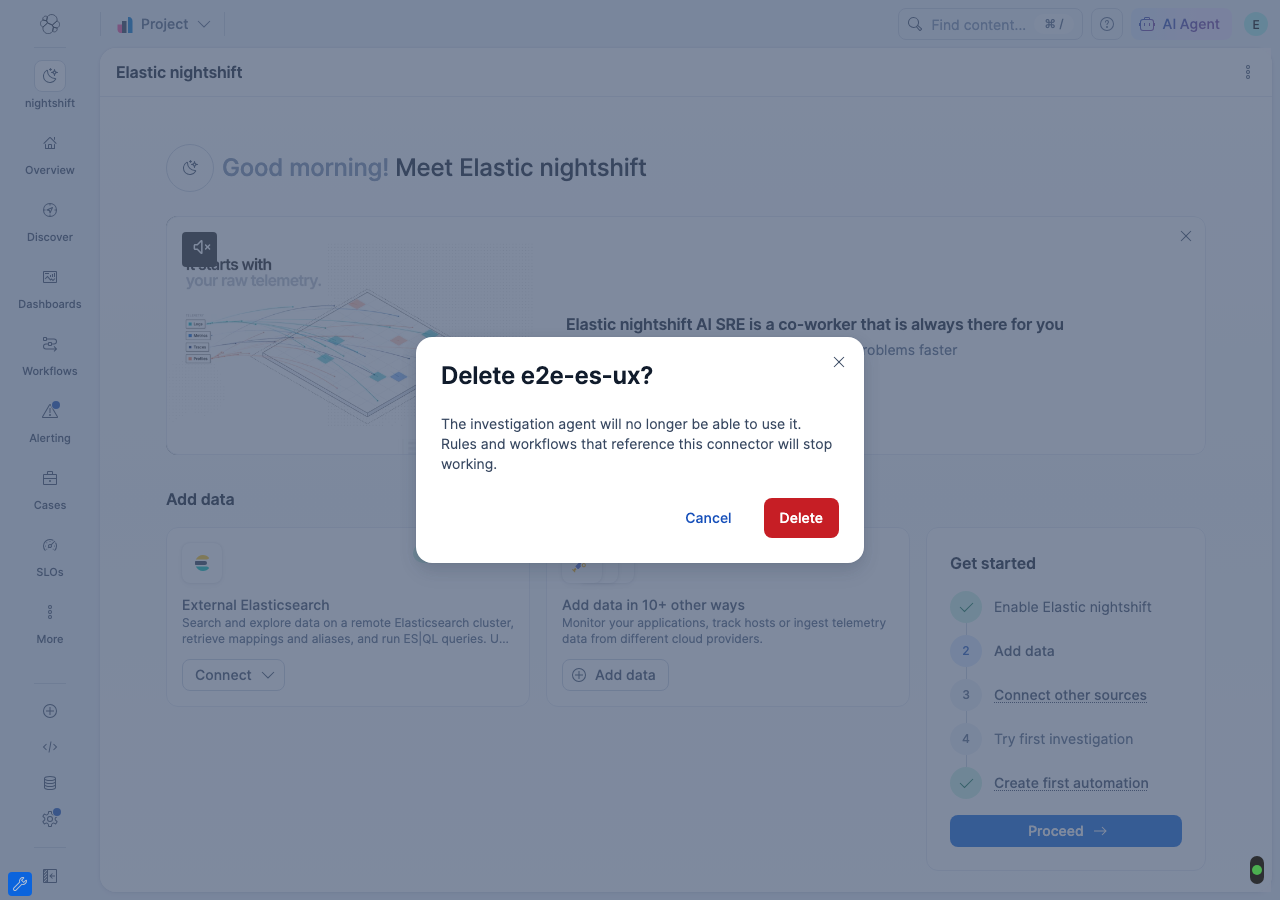 Project
Find content...
⌘ /
AI Agent
E
nightshift
Overview
Discover
Dashboards
Workflows
Alerting
Cases
SLOs
More
Elastic nightshift
Good morning! Meet Elastic nightshift
It starts with
your raw telemetry.
Elastic nightshift AI SRE is a co-worker that is always there for you
problems faster
Delete e2e-es-ux?
The investigation agent will no longer be able to use it.
Rules and workflows that reference this connector will stop
working.
Cancel
Delete
Add data
External Elasticsearch
Search and explore data on a remote Elasticsearch cluster,
retrieve mappings and aliases, and run ES|QL queries. U...
Connect
Add data in 10+ other ways
Monitor your applications, track hosts or ingest telemetry
data from different cloud providers.
Add data
Get started
Enable Elastic nightshift
2 Add data
3 Connect other sources
4 Try first investigation
Create first automation
Proceed